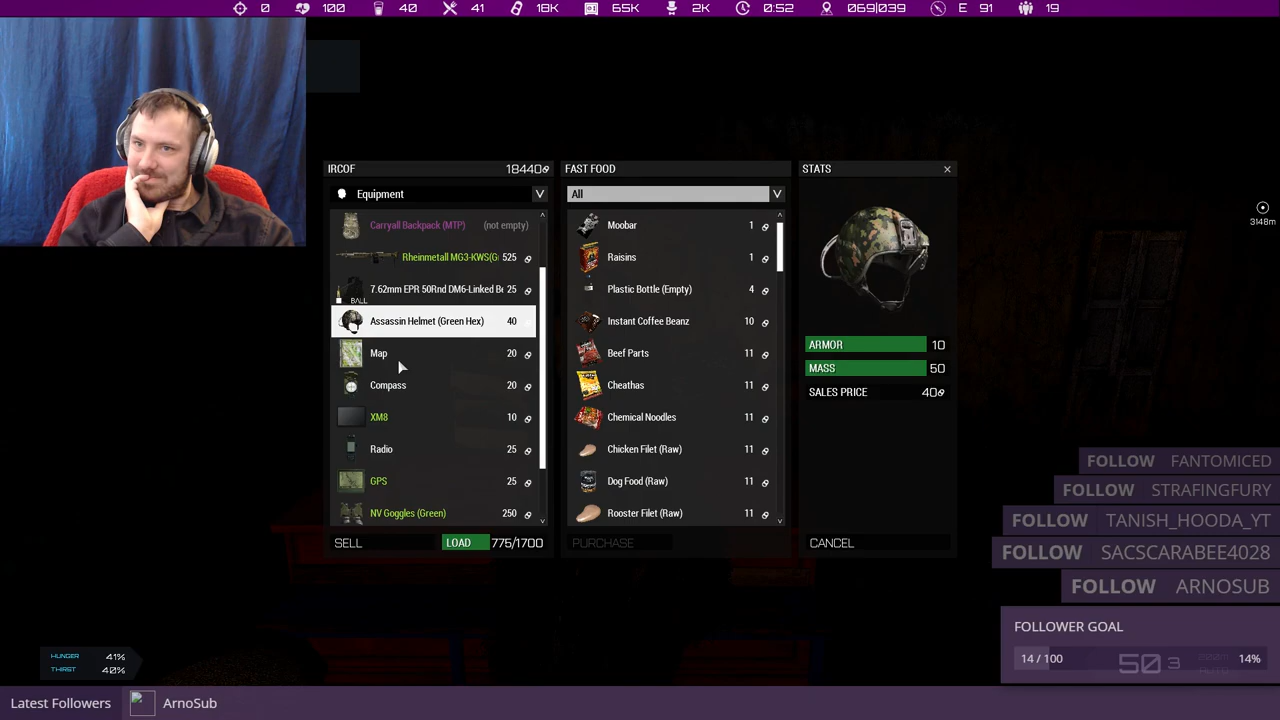 0 100 40 41 18K 65K 2K 0:52 069|039 E 91 19
3148m
IRCOF 18440
Equipment
Carryall Backpack (MTP) (not empty)
Rheinmetall MG3-KWS(G 525
7.62mm EPR 50Rnd DM6-Linked Be 25
BALL
Assassin Helmet (Green Hex) 40
Map 20
Compass 20
XM8 10
Radio 25
GPS 25
NV Goggles (Green) 250
SELL LOAD 775/1700
FAST FOOD
All
Moobar 1
Raisins 1
Plastic Bottle (Empty) 4
Instant Coffee Beanz 10
Beef Parts 11
Cheathas 11
Chemical Noodles 11
Chicken Filet (Raw) 11
Dog Food (Raw) 11
Rooster Filet (Raw) 11
PURCHASE
STATS
ARMOR 10
MASS 50
SALES PRICE 40
CANCEL
FOLLOW FANTOMICED
FOLLOW STRAFINGFURY
FOLLOW TANISH_HOODA_YT
FOLLOW SACSCARABEE4028
FOLLOW ARNOSUB
FOLLOWER GOAL
14 / 100 50 3 14%
HUNGER 41%
THIRST 40%
Latest Followers ArnoSub